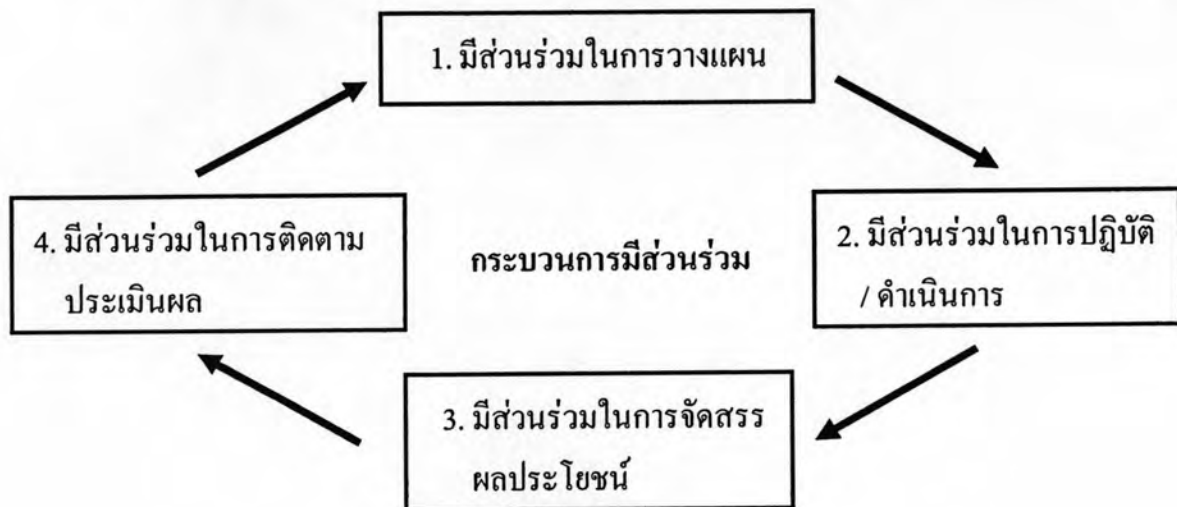 1. มีส่วนร่วมในการวางแผน
2. มีส่วนร่วมในการปฏิบัติ
/ ดำเนินการ
3. มีส่วนร่วมในการจัดสรร
ผลประโยชน์
4. มีส่วนร่วมในการติดตาม
ประเมินผล
กระบวนการมีส่วนร่วม